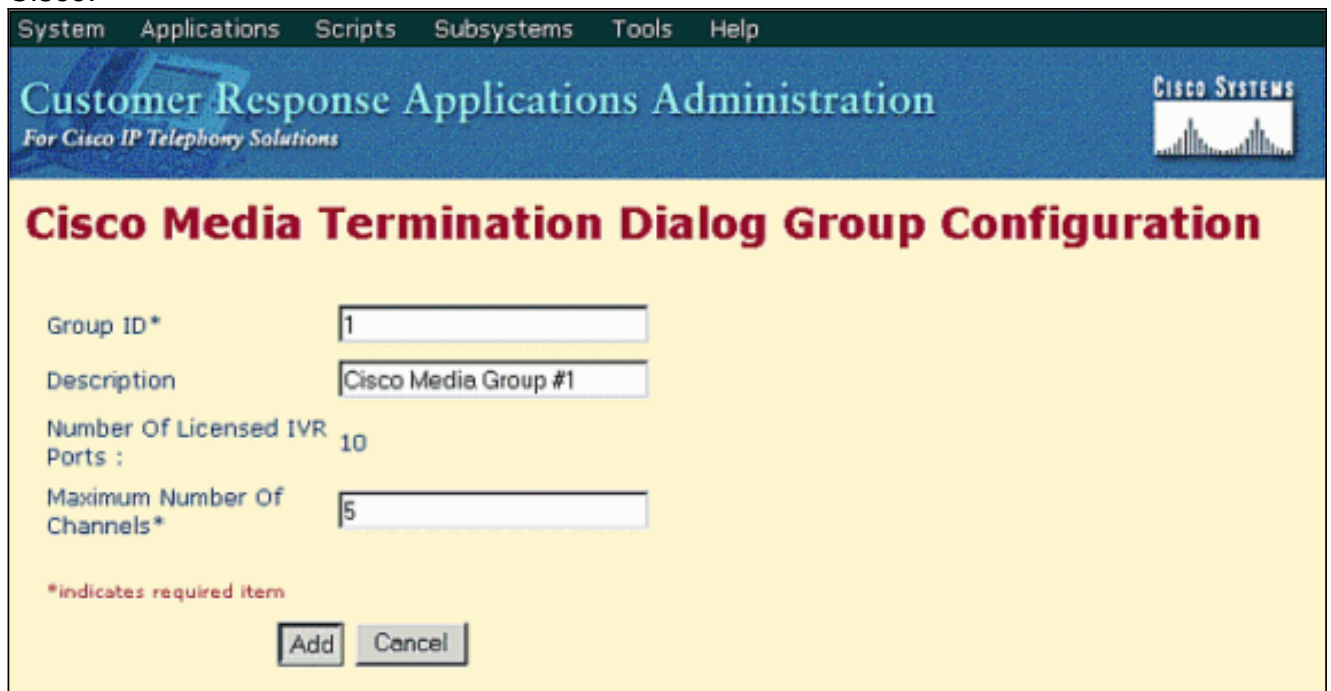 System Applications Scripts Subsystems Tools Help
Customer Response Applications Administration
For Cisco IP Telephony Solutions
CISCO SYSTEMS
Cisco Media Termination Dialog Group Configuration
Group ID* 1
Description Cisco Media Group #1
Number Of Licensed IVR
Ports : 10
Maximum Number Of
Channels* 5
*indicates required item
Add Cancel